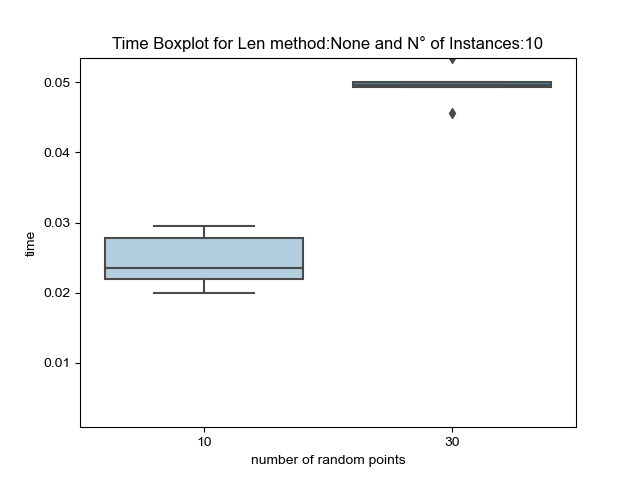 Time Boxplot for Len method:None and N° of Instances:10
0.05
0.04
0.03
0.02
0.01
time
10 30
number of random points